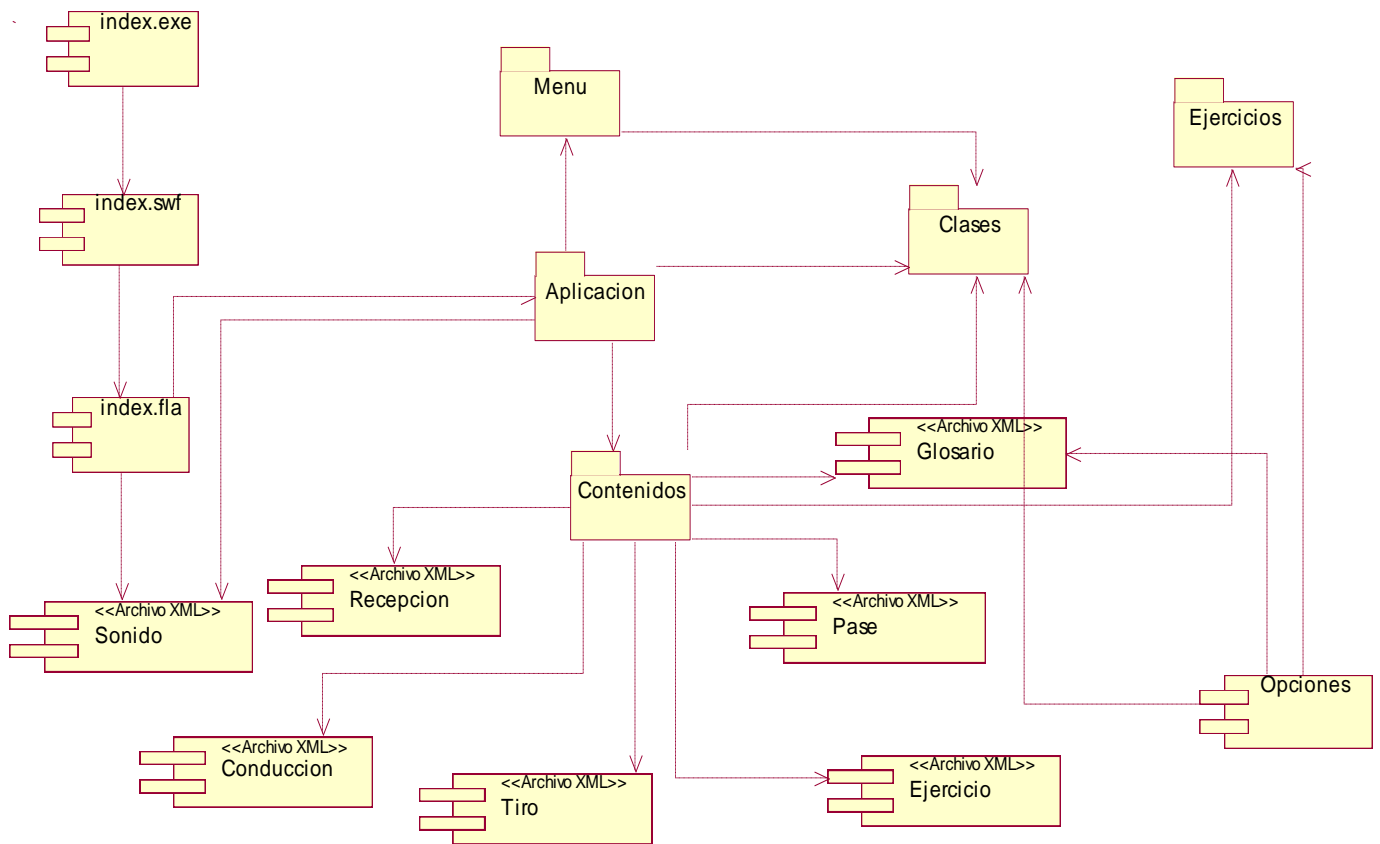 index.exe
Menu
Ejercicios
index.swf
Clases
Aplicacion
index.fla
<<Archivo XML>>
Glosario
Contenidos
<<Archivo XML>>
Recepcion
<<Archivo XML>>
Pase
<<Archivo XML>>
Sonido
Opciones
<<Archivo XML>>
Conduccion
<<Archivo XML>>
Ejercicio
<<Archivo XML>>
Tiro